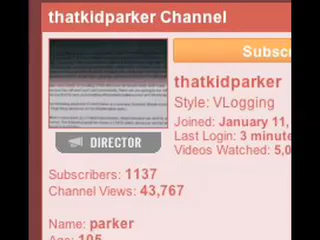 thatkidparker Channel
Subsc
thatkidparker
Style: VLogging
Joined: January 11,
Last Login: 3 minute
Videos Watched: 5,0
DIRECTOR
Subscribers: 1137
Channel Views: 43,767
Name: parker
Age: 105